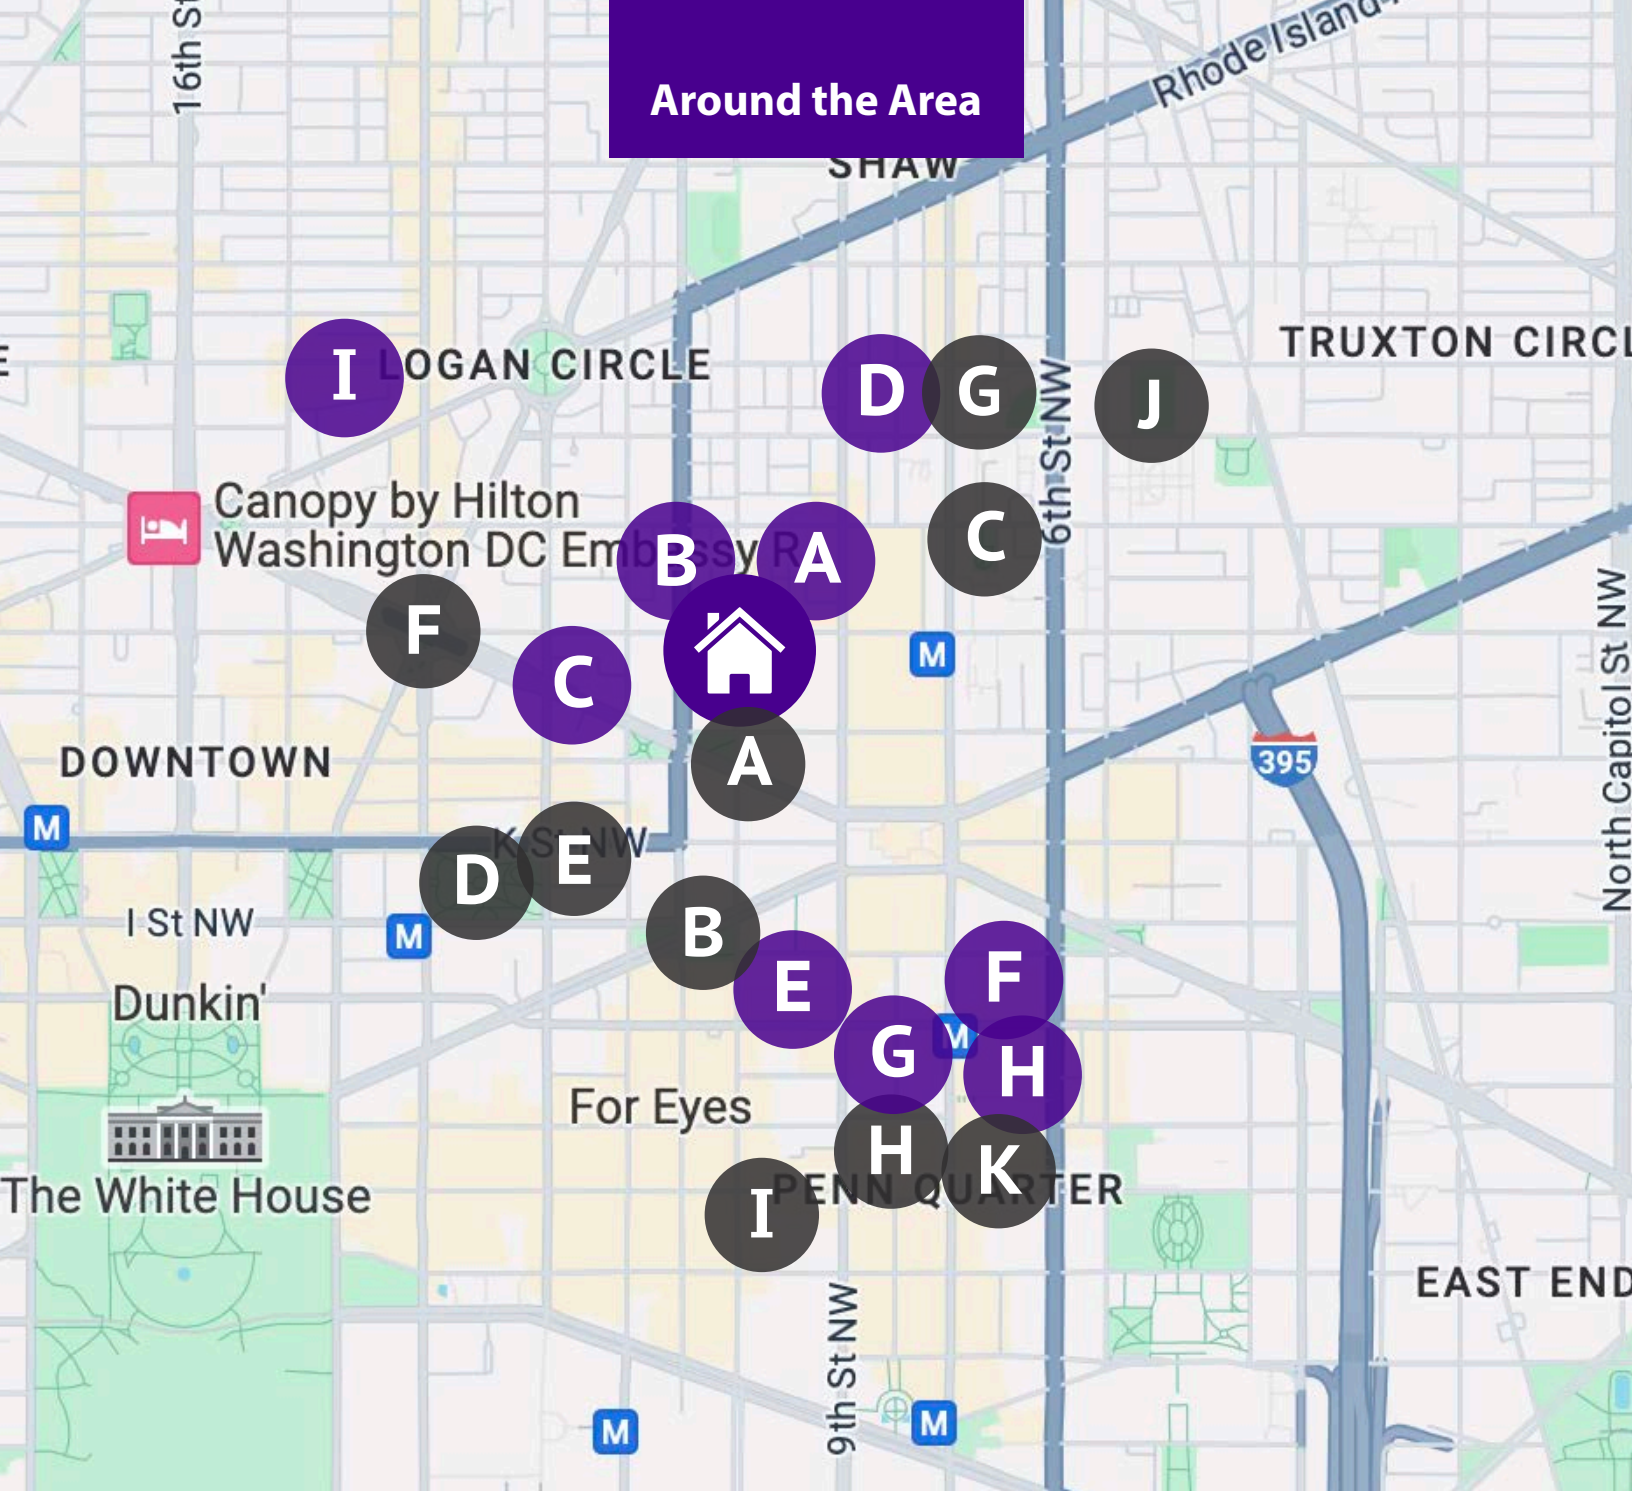 Around the Area
16th St
Rhode Island
SHAW
LOGAN CIRCLE
TRUXTON CIRCL
E
I
D
G
J
6th St NW
Canopy by Hilton
Washington DC Embassy R
B
A
C
F
C
M
A
DOWNTOWN
395
North Capitol St NW
M
K St NW
D
E
B
I St NW
M
E
F
Dunkin'
G
M
H
For Eyes
H
K
The White House
I
PENN QUARTER
EAST END
9th St NW
M
M